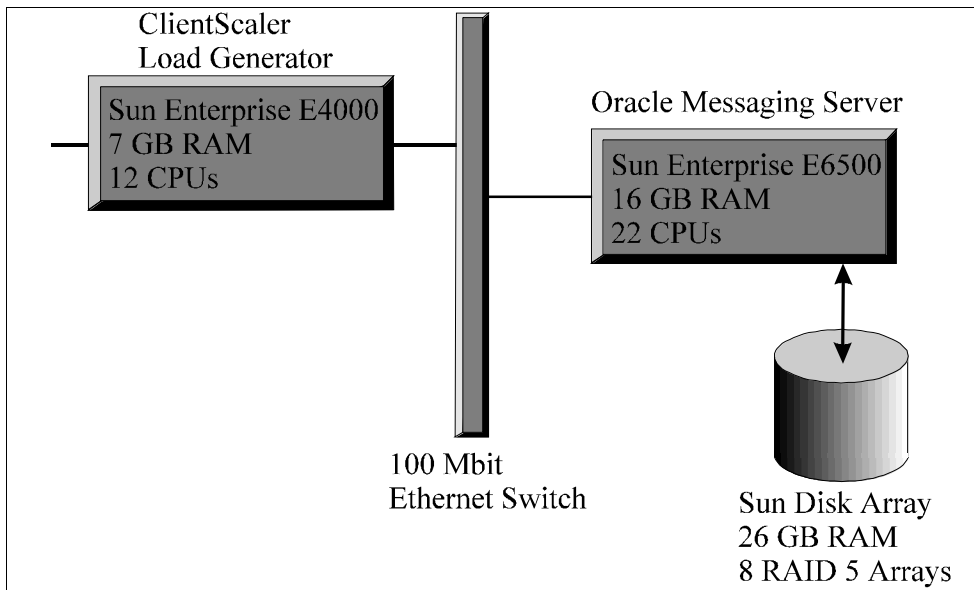 ClientScaler
Load Generator
Sun Enterprise E4000
7 GB RAM
12 CPUs
Oracle Messaging Server
Sun Enterprise E6500
16 GB RAM
22 CPUs
100 Mbit
Ethernet Switch
Sun Disk Array
26 GB RAM
8 RAID 5 Arrays